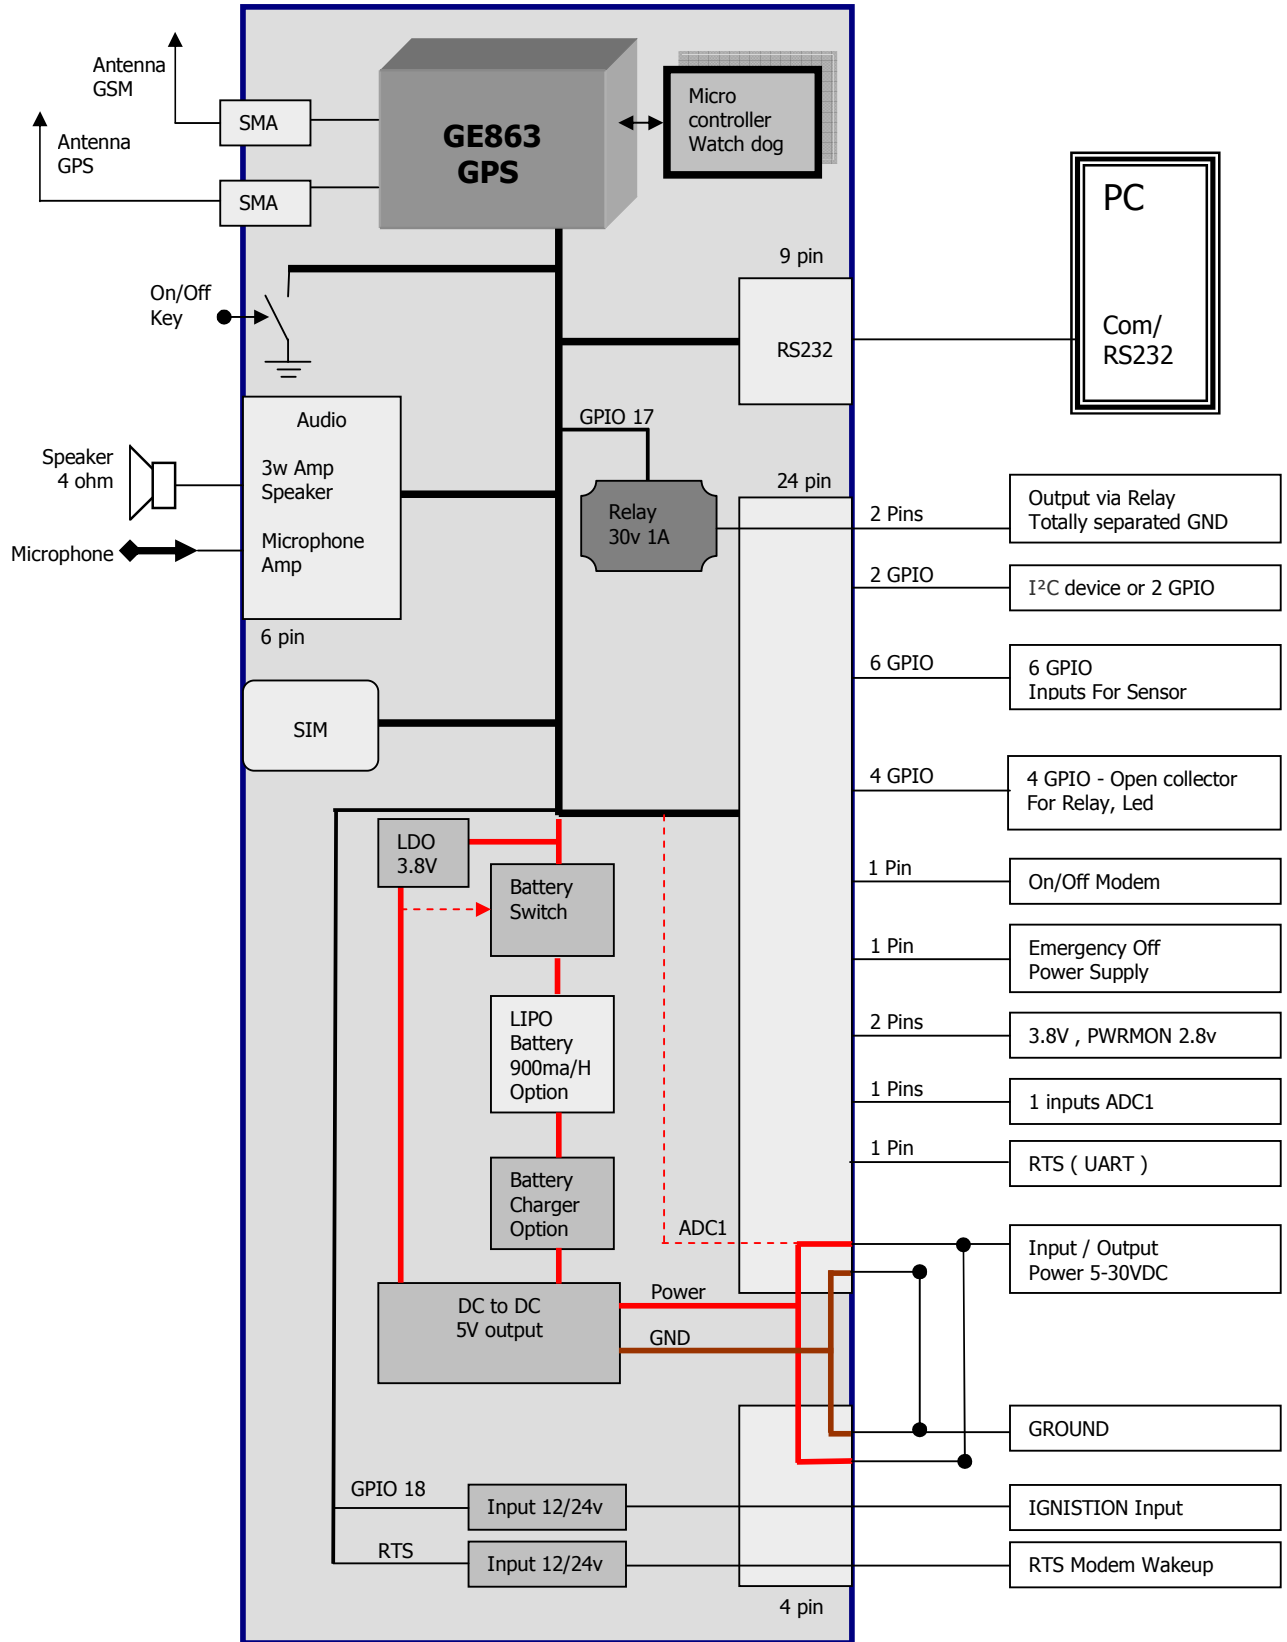 Antenna
GSM
SMA
Antenna
GPS
SMA
GE863
GPS
Micro
controller
Watch dog
PC
Com/
RS232
9 pin
RS232
On/Off
Key
Audio
3w Amp
Speaker
Microphone
Amp
6 pin
Speaker
4 ohm
Microphone
GPIO 17
Relay
30v 1A
24 pin
2 Pins
Output via Relay
Totally separated GND
2 GPIO
I²C device or 2 GPIO
6 GPIO
6 GPIO
Inputs For Sensor
SIM
4 GPIO
4 GPIO - Open collector
For Relay, Led
LDO
3.8V
Battery
Switch
1 Pin
On/Off Modem
1 Pin
Emergency Off
Power Supply
LIPO
Battery
900ma/H
Option
2 Pins
3.8V , PWRMON 2.8v
1 Pins
1 inputs ADC1
1 Pin
RTS ( UART )
Battery
Charger
Option
ADC1
Input / Output
Power 5-30VDC
DC to DC
5V output
Power
GND
GROUND
GPIO 18
Input 12/24v
IGNISTION Input
RTS
Input 12/24v
RTS Modem Wakeup
4 pin